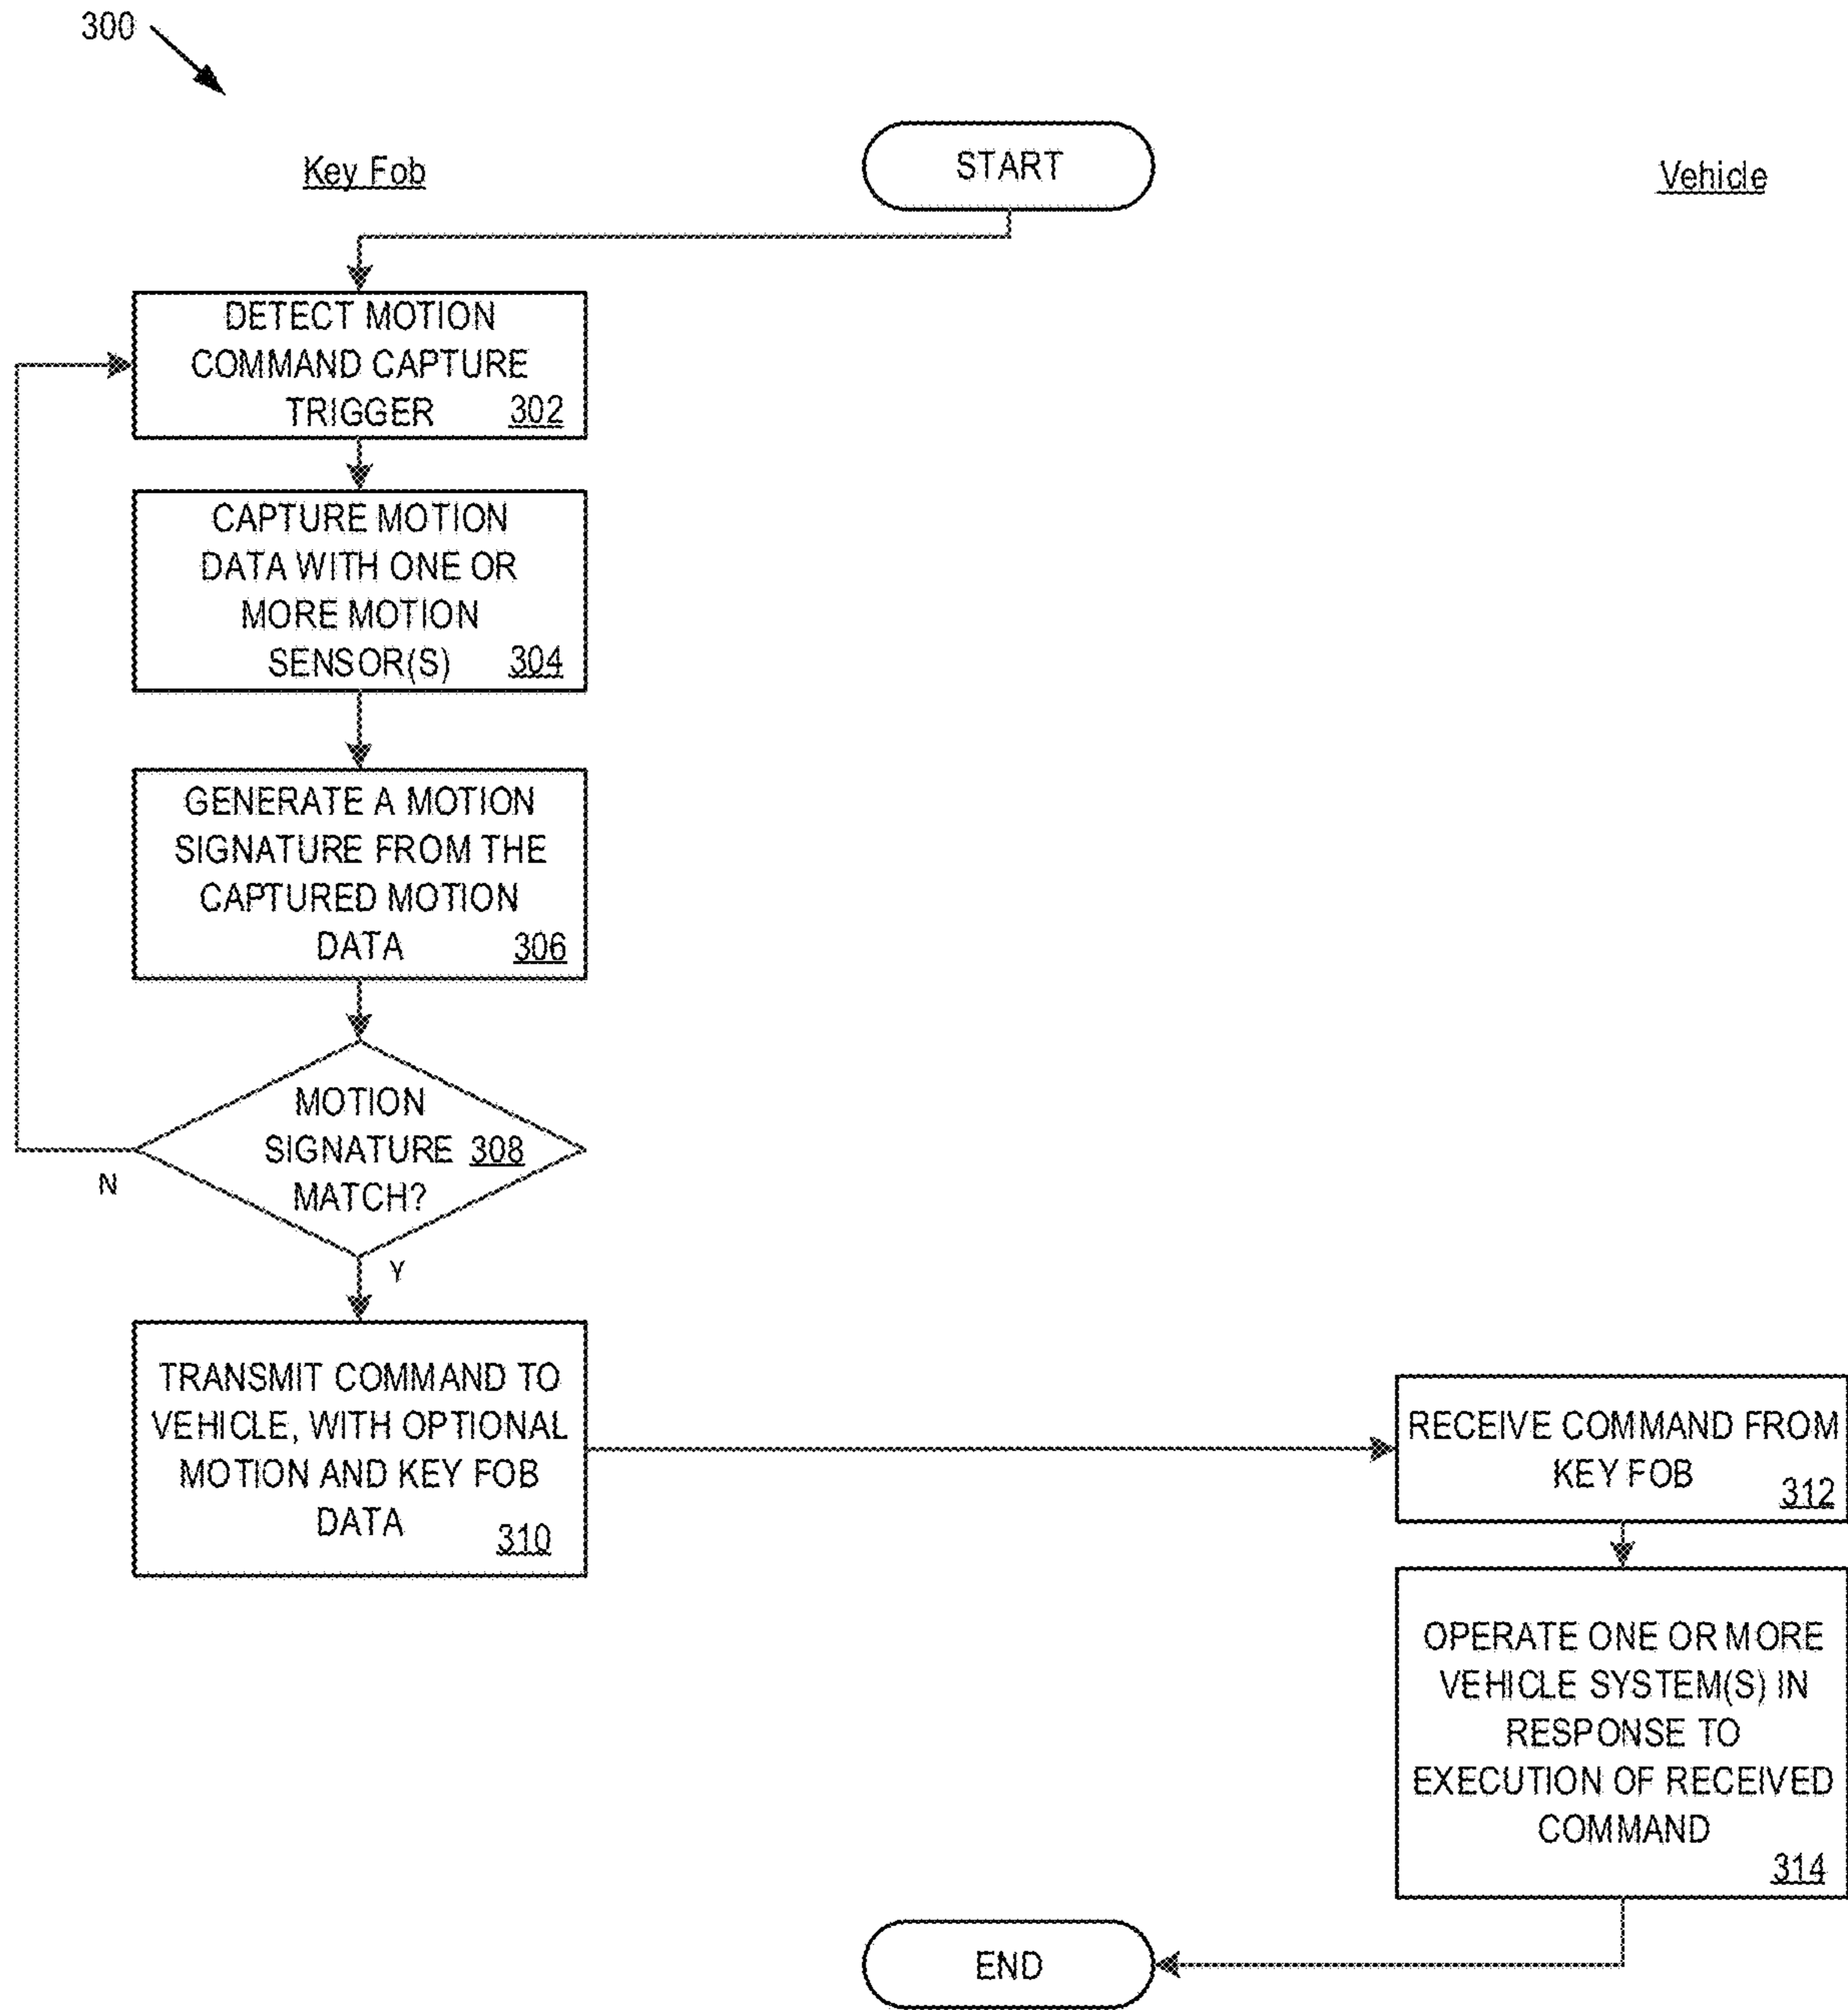 300
Key Fob
START
Vehicle
DETECT MOTION
COMMAND CAPTURE
TRIGGER 302
CAPTURE MOTION
DATA WITH ONE OR
MORE MOTION
SENSOR(S) 304
GENERATE A MOTION
SIGNATURE FROM THE
CAPTURED MOTION
DATA 306
MOTION
SIGNATURE 308
MATCH?
N
Y
TRANSMIT COMMAND TO
VEHICLE, WITH OPTIONAL
MOTION AND KEY FOB
DATA 310
RECEIVE COMMAND FROM
KEY FOB 312
OPERATE ONE OR MORE
VEHICLE SYSTEM(S) IN
RESPONSE TO
EXECUTION OF RECEIVED
COMMAND
314
END